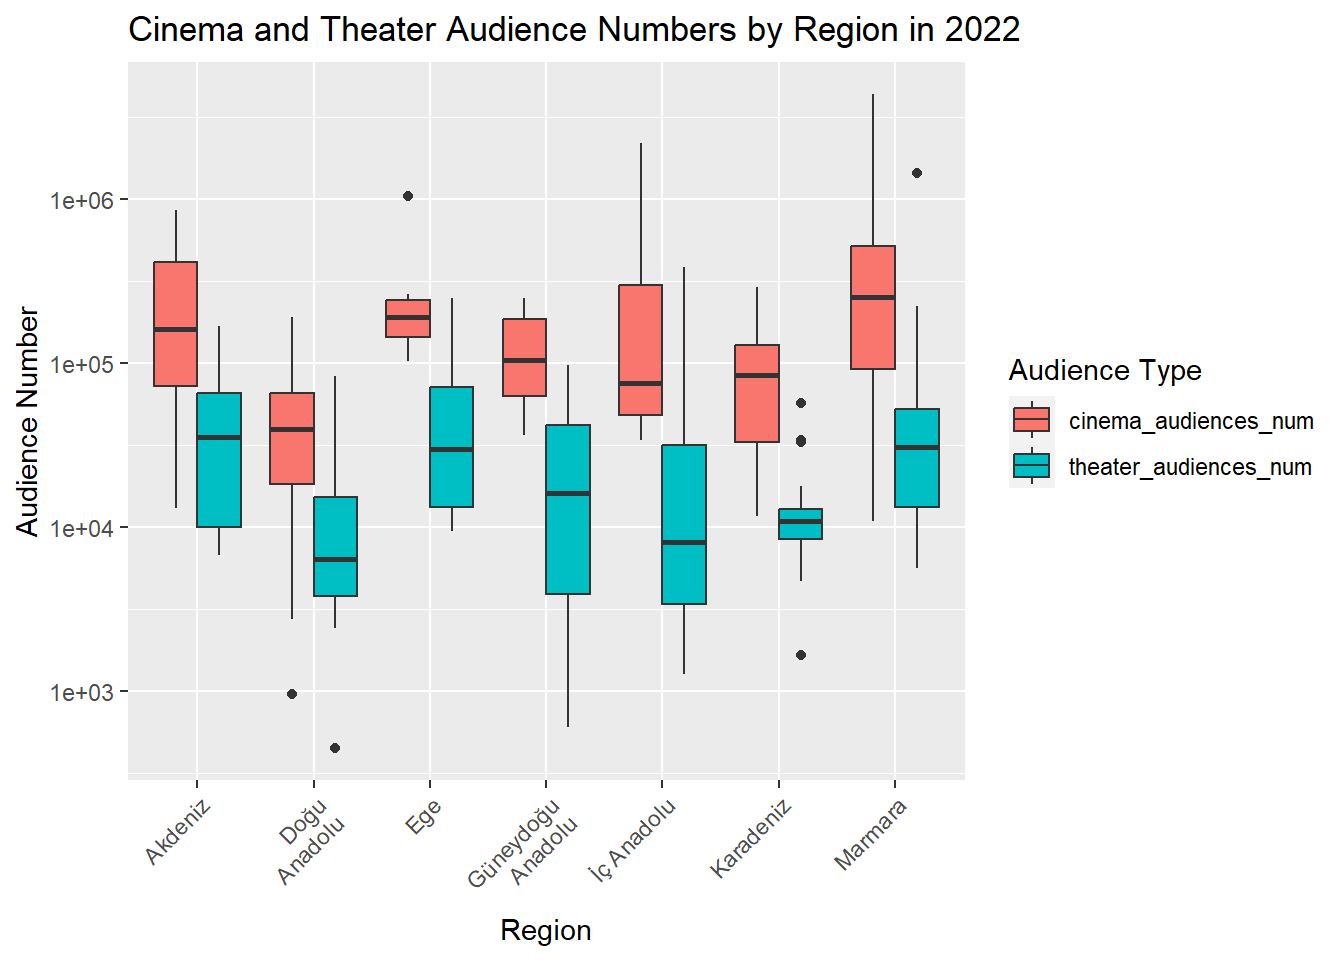 Cinema and Theater Audience Numbers by Region in 2022
Audience Number
1e+06
1e+05
1e+04
1e+03
Akdeniz
Doğu
Anadolu
Ege
Güneydoğu
Anadolu
İç Anadolu
Karadeniz
Marmara
Region
Audience Type
cinema_audiences_num
theater_audiences_num